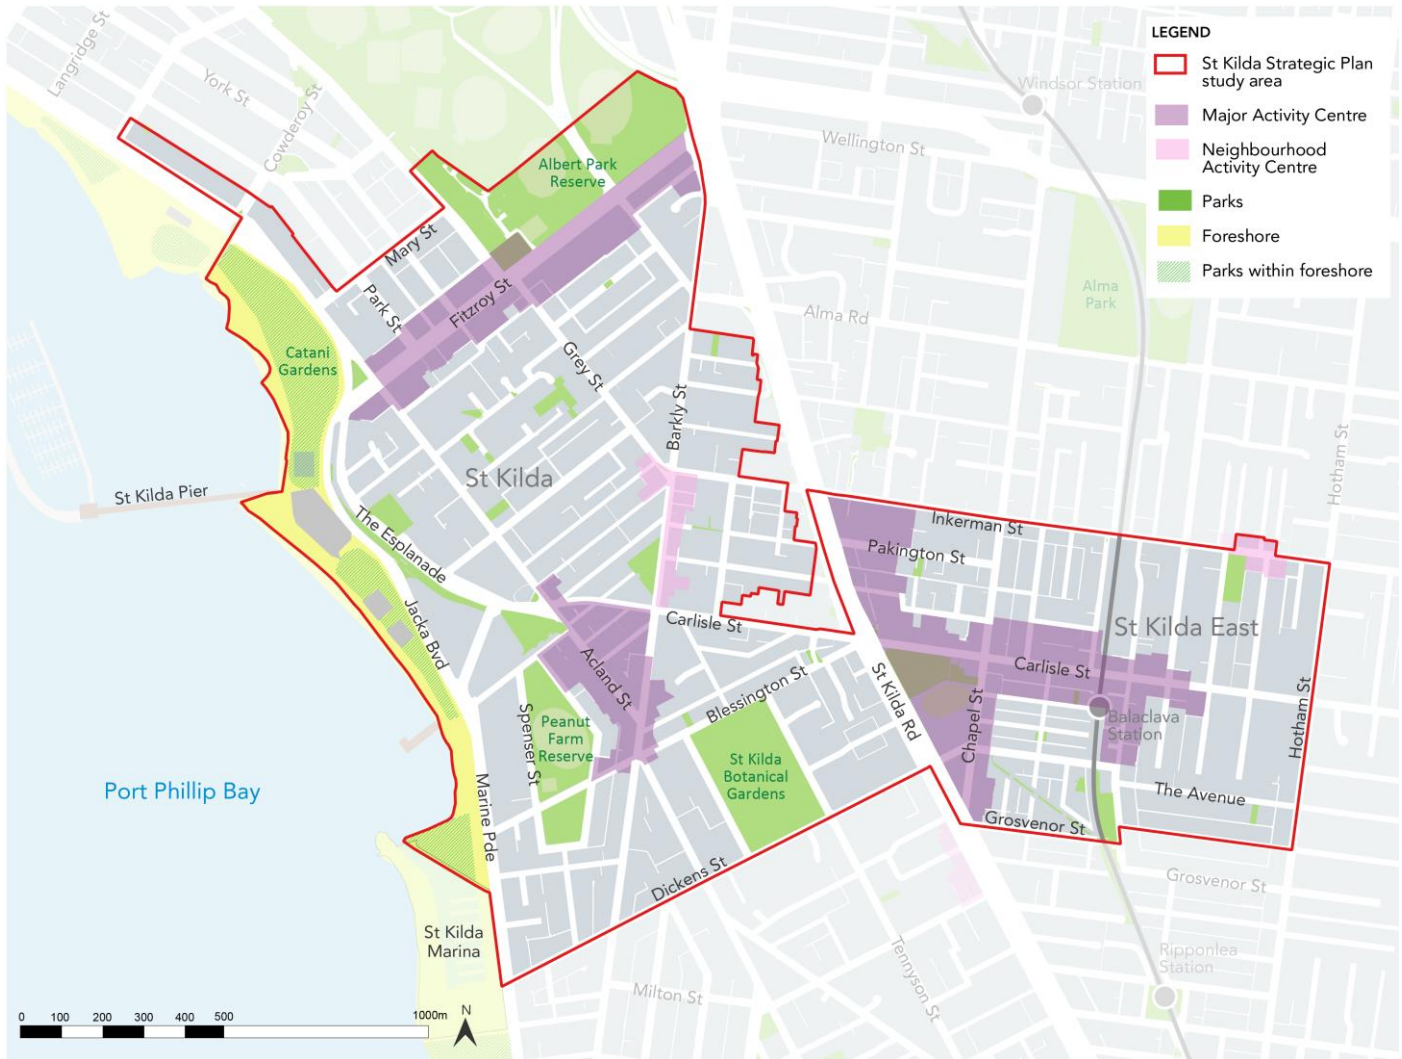 LEGEND
St Kilda Strategic Plan
study area
Major Activity Centre
Neighbourhood
Activity Centre
Parks
Foreshore
Parks within foreshore
Langridge St
York St
Cowderoy St
Windsor Station
Wellington St
Albert Park
Reserve
Mary St
Park St
Fitzroy St
Alma
Park
Alma Rd
Catani
Gardens
Grey St
Barkly St
Hotham St
St Kilda
St Kilda Pier
The Esplanade
Inkerman St
Pakington St
Jacka Bvd
Carlisle St
St Kilda East
Acland St
Carlisle St
Blessington St
St Kilda Rd
Chapel St
Hotham St
Balaclava
Station
Spenser St
Peanut
Farm
Reserve
St Kilda
Botanical
Gardens
Port Phillip Bay
Marine Pde
The Avenue
Grosvenor St
Dickens St
Grosvenor St
St Kilda
Marina
Tennyson St
Ripponlea
Station
Milton St
0 100 200 300 400 500 1000m
N